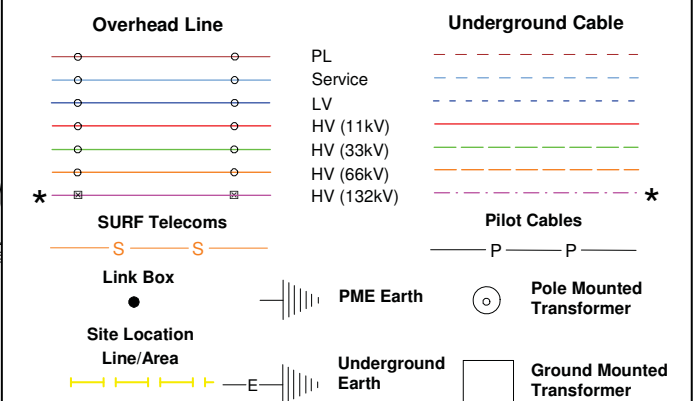 Overhead Line
Underground Cable
PL
Service
LV
HV (11kV)
HV (33kV)
HV (66kV)
* HV (132kV) *
SURF Telecoms
Pilot Cables
S S
P P
Link Box
PME Earth
Pole Mounted
Transformer
Site Location
Line/Area
E
Underground
Earth
Ground Mounted
Transformer